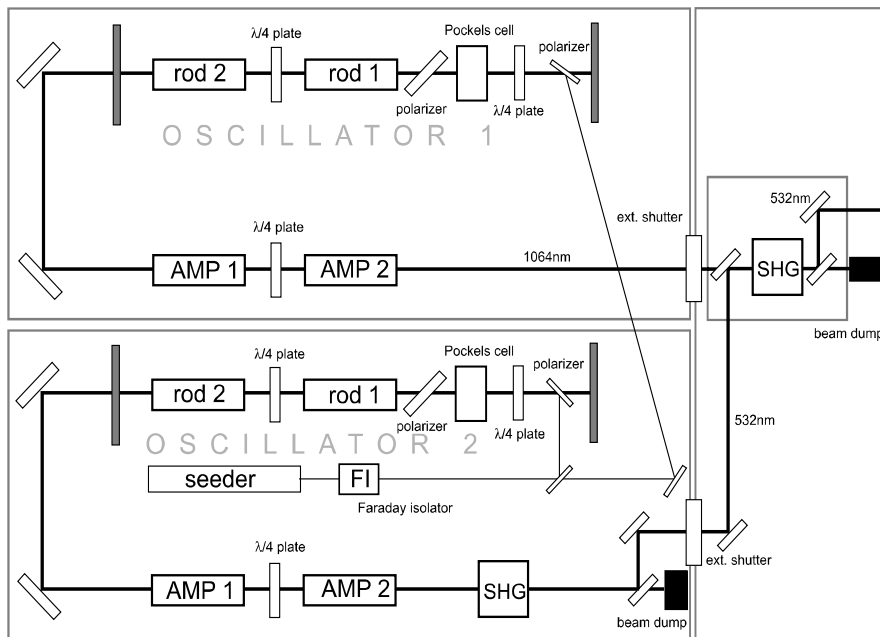 λ/4 plate
Pockels cell
polarizer
rod 2
rod 1
polarizer
λ/4 plate
OSCILLATOR 1
λ/4 plate
ext. shutter
532nm
AMP 1
AMP 2
1064nm
SHG
beam dump
λ/4 plate
Pockels cell
polarizer
rod 2
rod 1
532nm
polarizer
λ/4 plate
OSCILLATOR 2
seeder
FI
Faraday isolator
λ/4 plate
ext. shutter
AMP 1
AMP 2
SHG
beam dump